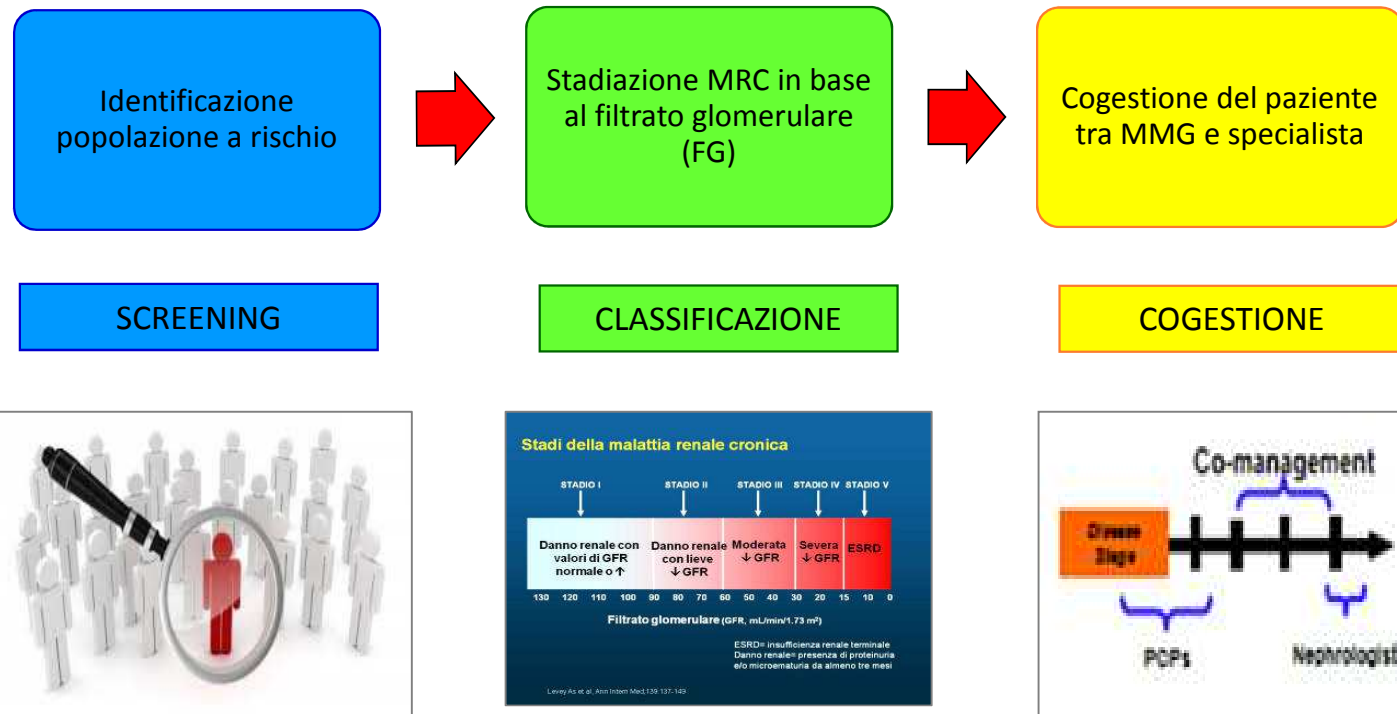 Identificazione
popolazione a rischio
Stadiazione MRC in base
al filtrato glomerulare
(FG)
Cogestione del paziente
tra MMG e specialista
SCREENING
CLASSIFICAZIONE
COGESTIONE
Stadi della malattia renale cronica
STADIO I STADIO II STADIO III STADIO IV STADIO V
Danno renale con
valori di GFR
normale o ↑
Danno renale
con lieve
↓ GFR
Moderata
↓ GFR
Severa
↓ GFR
ESRD
130 120 110 100 90 80 70 60 50 40 30 20 15 10 0
Filtrato glomerulare (GFR, mL/min/1.73 m²)
ESRD= insufficienza renale terminale
Danno renale= presenza di proteinuria
e/o microematuria da almeno tre mesi
Levey As et al, Ann Intern Med;139:137-149
Co-management
Disease
Stage
PCPs
Nephrologist